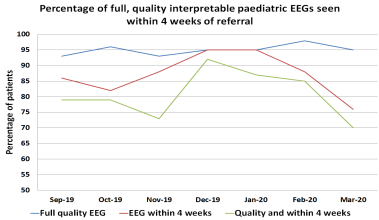 Percentage of full, quality interpretable paediatric EEGs seen
within 4 weeks of referral
Percentage of patients
100
95
90
85
80
75
70
65
60
55
50
Sep-19 Oct-19 Nov-19 Dec-19 Jan-20 Feb-20 Mar-20
Full quality EEG EEG within 4 weeks Quality and within 4 weeks